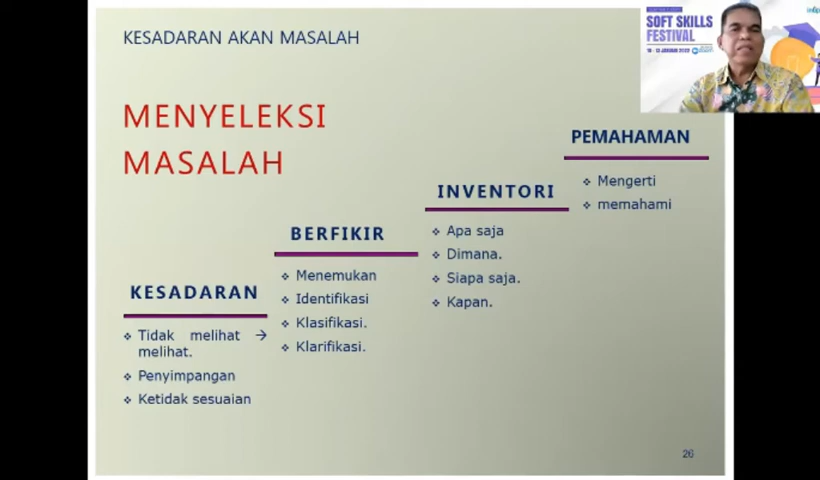 KESADARAN AKAN MASALAH
SOFT SKILLS
FESTIVAL
MENYELEKSI
MASALAH
PEMAHAMAN
❖ Mengerti
❖ memahami
INVENTORI
❖ Apa saja
❖ Dimana.
❖ Siapa saja.
❖ Kapan.
BERFIKIR
❖ Menemukan
❖ Identifikasi
❖ Klasifikasi.
❖ Klarifikasi.
KESADARAN
❖ Tidak melihat →
melihat.
❖ Penyimpangan
❖ Ketidak sesuaian
26